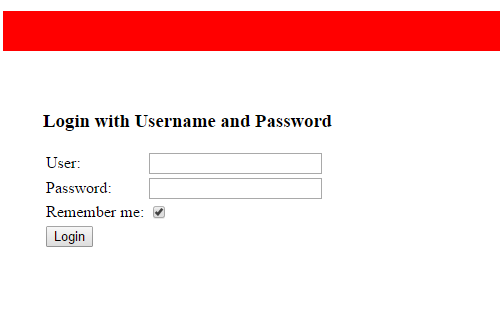 Login with Username and Password
User:
Password:
Remember me:
Login